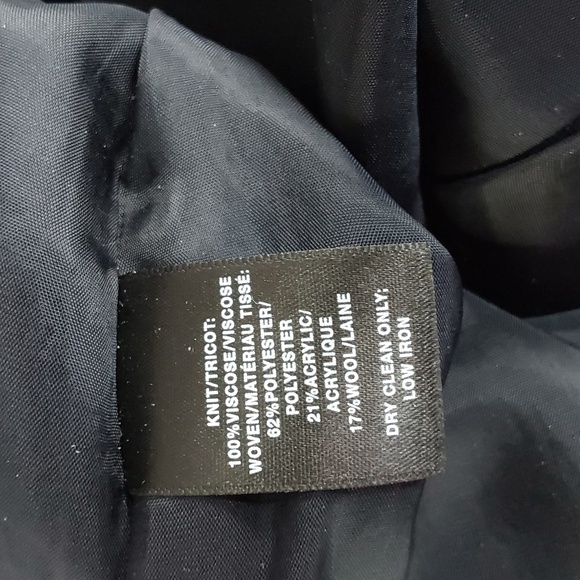 KNIT/TRICOT:
100%VISCOSE/VISCOSE
WOVEN/MATÉRIAU TISSÉ:
62%POLYESTER/
POLYESTER
21%ACRYLIC/
ACRYLIQUE
17%WOOL/LAINE
DRY CLEAN ONLY;
LOW IRON